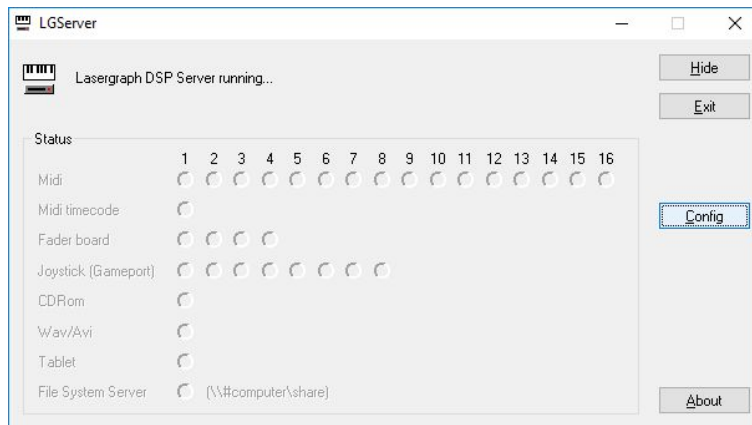 LGServer
Lasergraph DSP Server running...
Hide
Exit
Status
1 2 3 4 5 6 7 8 9 10 11 12 13 14 15 16
Midi
Midi timecode
Config
Fader board
Joystick (Gameport)
CDRom
Wav/Avi
Tablet
File System Server (\\#computer\share)
About